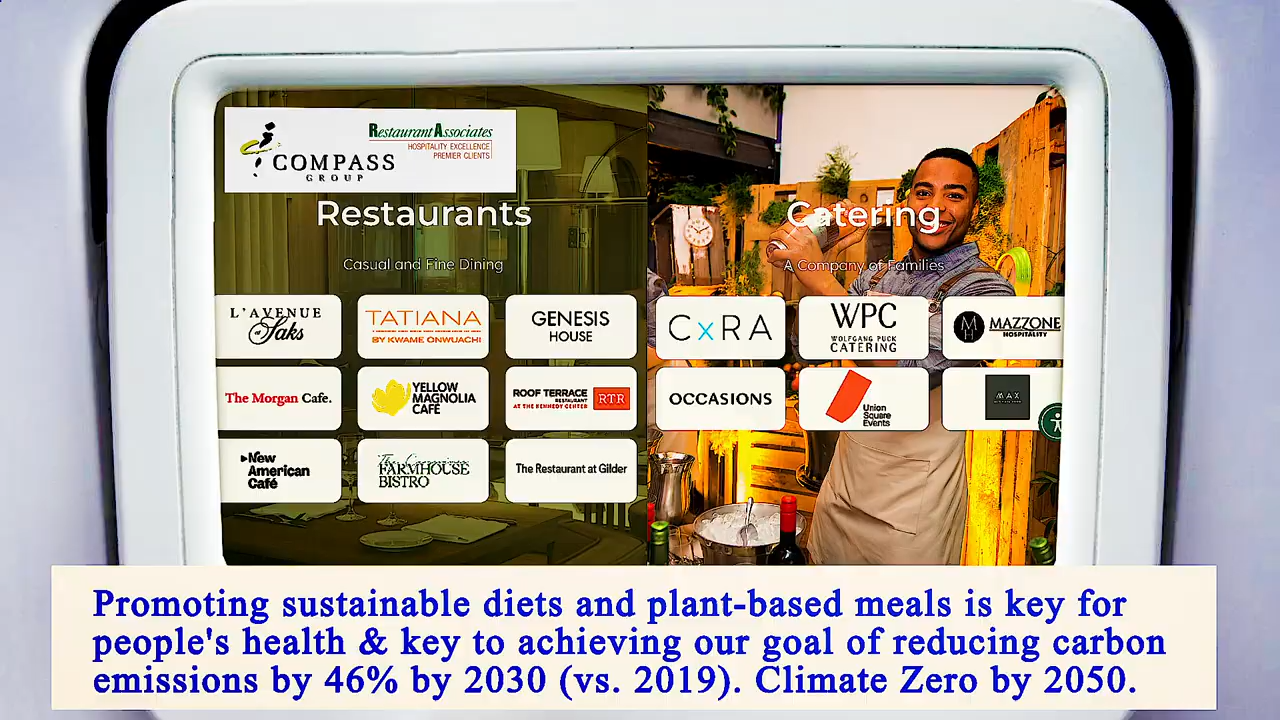 COMPASS
GROUP
Restaurant Associates
HOSPITALITY EXCELLENCE
PREMIER CLIENTS
Restaurants
Casual and Fine Dining
L'AVENUE
at
Saks
TATIANA
BY KWAME ONWUACHI
GENESIS
HOUSE
The Morgan Cafe.
YELLOW
MAGNOLIA
CAFÉ
ROOF TERRACE
RESTAURANT
AT THE KENNEDY CENTER
RTR
New
American
Café
The
FARMHOUSE
BISTRO
The Restaurant at Gilder
Catering
A Company of Families
CxRA
WPC
WOLFGANG PUCK
CATERING
MH
MAZZONE
HOSPITALITY
OCCASIONS
Union
Square
Events
MAX
Promoting sustainable diets and plant-based meals is key for
people's health & key to achieving our goal of reducing carbon
emissions by 46% by 2030 (vs. 2019). Climate Zero by 2050.